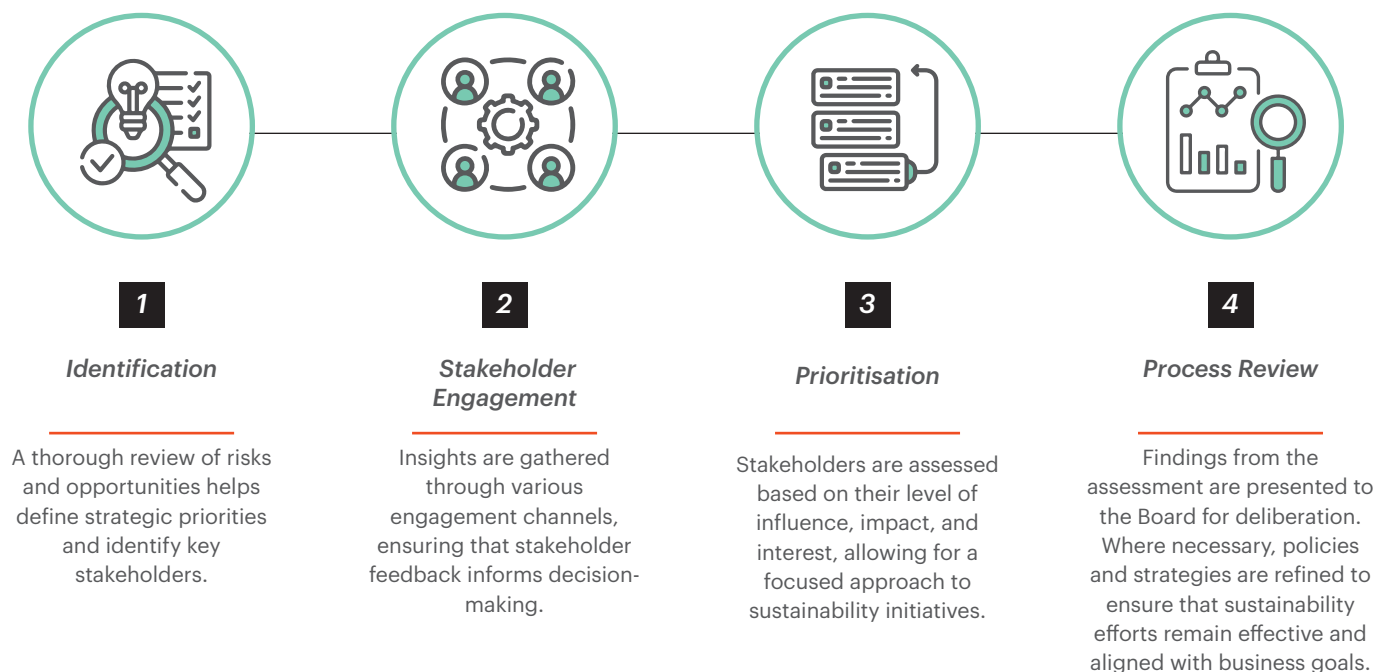 1
Identification
A thorough review of risks
and opportunities helps
define strategic priorities
and identify key
stakeholders.
2
Stakeholder
Engagement
Insights are gathered
through various
engagement channels,
ensuring that stakeholder
feedback informs decision-
making.
3
Prioritisation
Stakeholders are assessed
based on their level of
influence, impact, and
interest, allowing for a
focused approach to
sustainability initiatives.
4
Process Review
Findings from the
assessment are presented to
the Board for deliberation.
Where necessary, policies
and strategies are refined to
ensure that sustainability
efforts remain effective and
aligned with business goals.